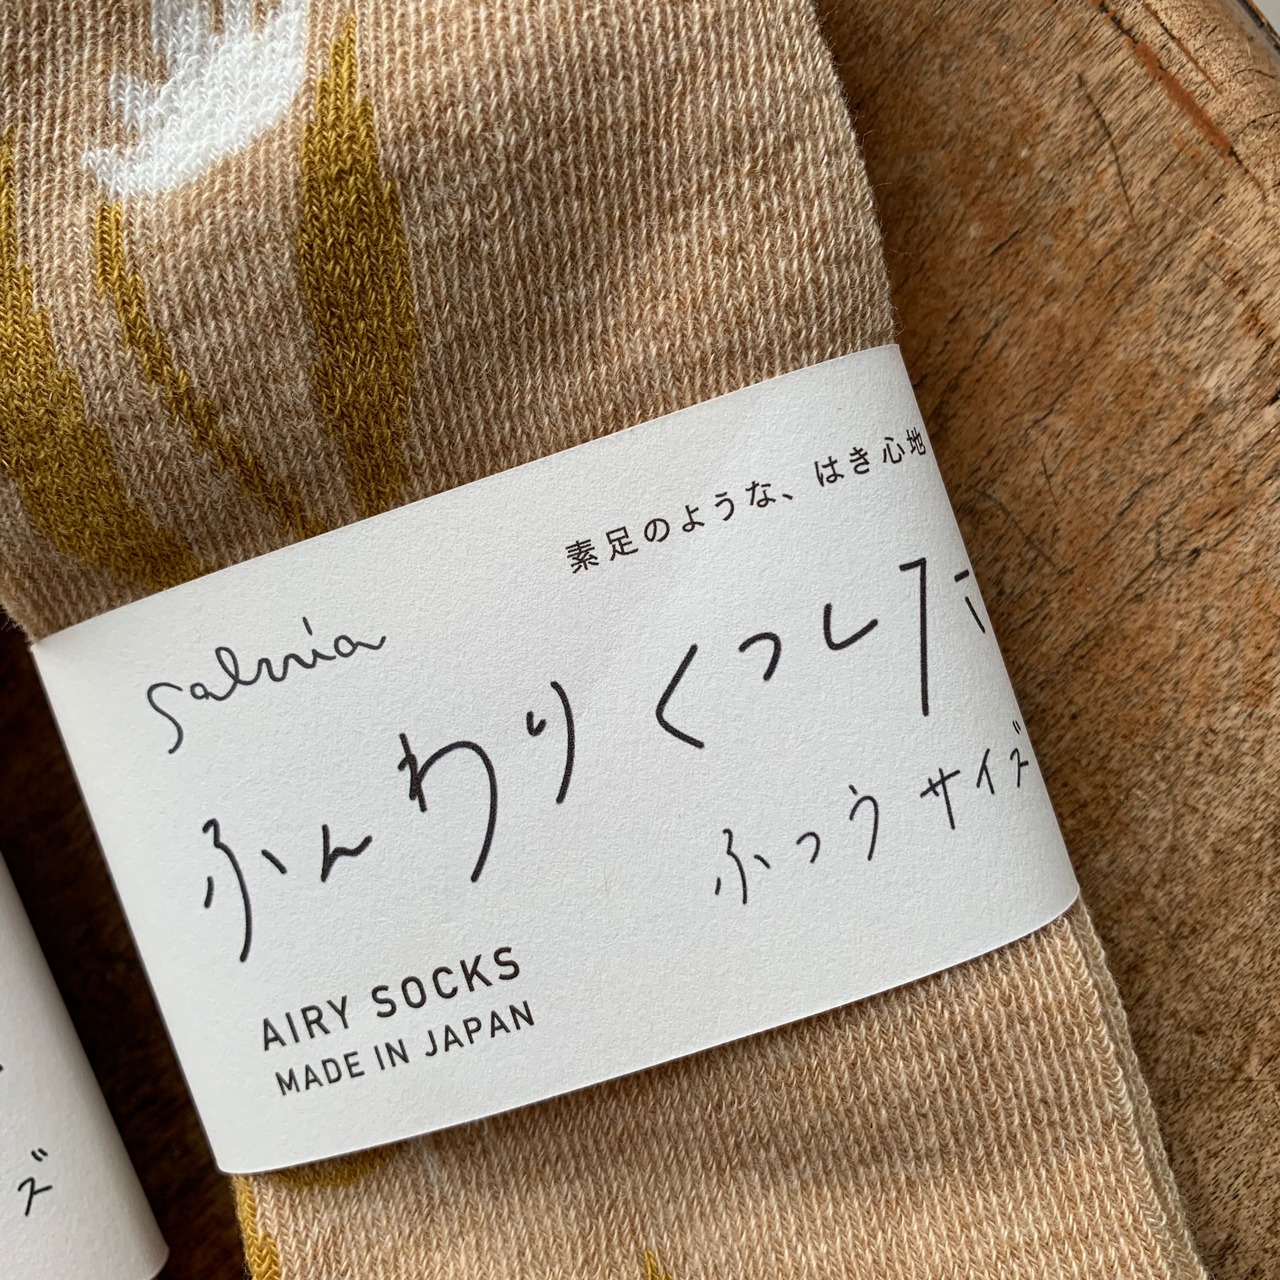 素足のような、はき心地
salvia
ふんわりくつし
ふつうサイズ
AIRY SOCKS
MADE IN JAPAN
ズ